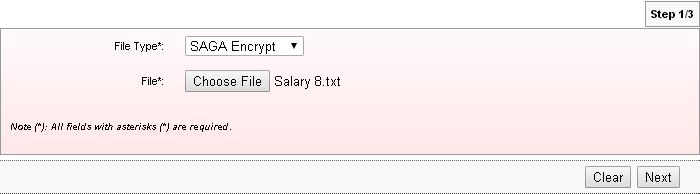 Step 1/3
File Type*: SAGA Encrypt
File*: Choose File Salary 8.txt
Note (*): All fields with asterisks (*) are required.
Clear Next